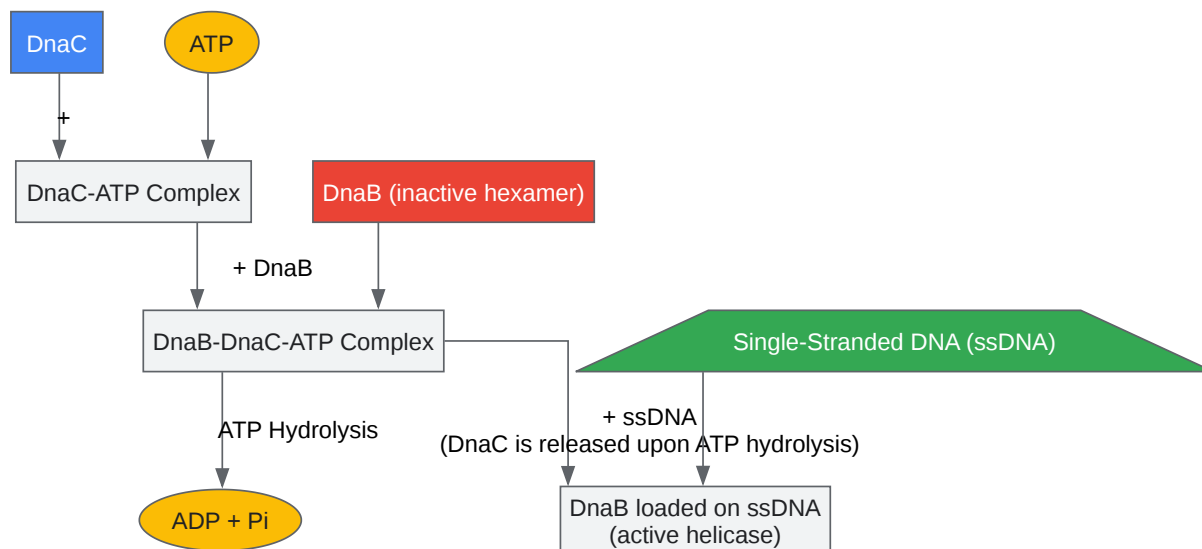 DnaC
ATP
+
DnaC-ATP Complex
DnaB (inactive hexamer)
+ DnaB
DnaB-DnaC-ATP Complex
Single-Stranded DNA (ssDNA)
ATP Hydrolysis
+ ssDNA
(DnaC is released upon ATP hydrolysis)
ADP + Pi
DnaB loaded on ssDNA
(active helicase)